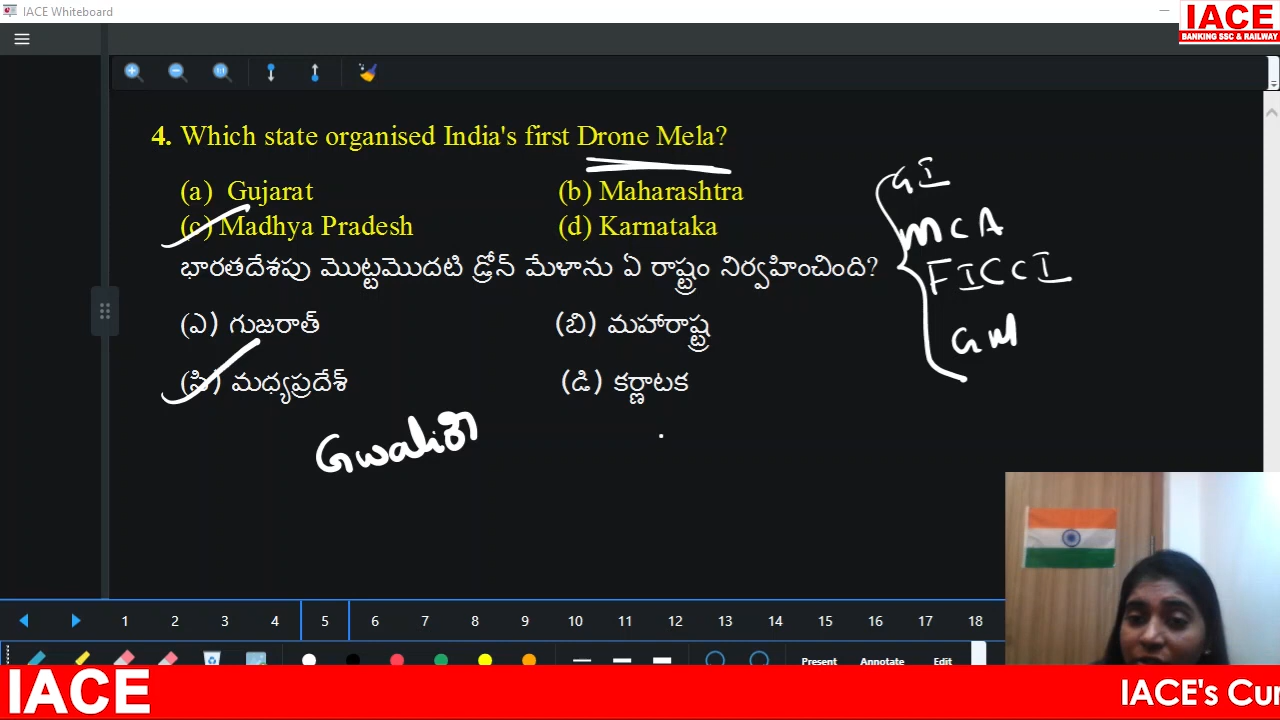 IACE Whiteboard
IACE
BANKING SSC & RAILWAY
4. Which state organised India's first Drone Mela?
(a) Gujarat (b) Maharashtra
(c) Madhya Pradesh (d) Karnataka
భారతదేశపు మొట్టమొదటి డ్రోన్ మేళాను ఏ రాష్ట్రం నిర్వహించింది?
(ఎ) గుజరాత్ (బి) మహారాష్ట్ర
(సి) మధ్యప్రదేశ్ (డి) కర్ణాటక
GI
MCA
FICCI
GM
Gwalior
1 2 3 4 5 6 7 8 9 10 11 12 13 14 15 16 17 18
Present Annotate Edit
IACE
IACE's Cur